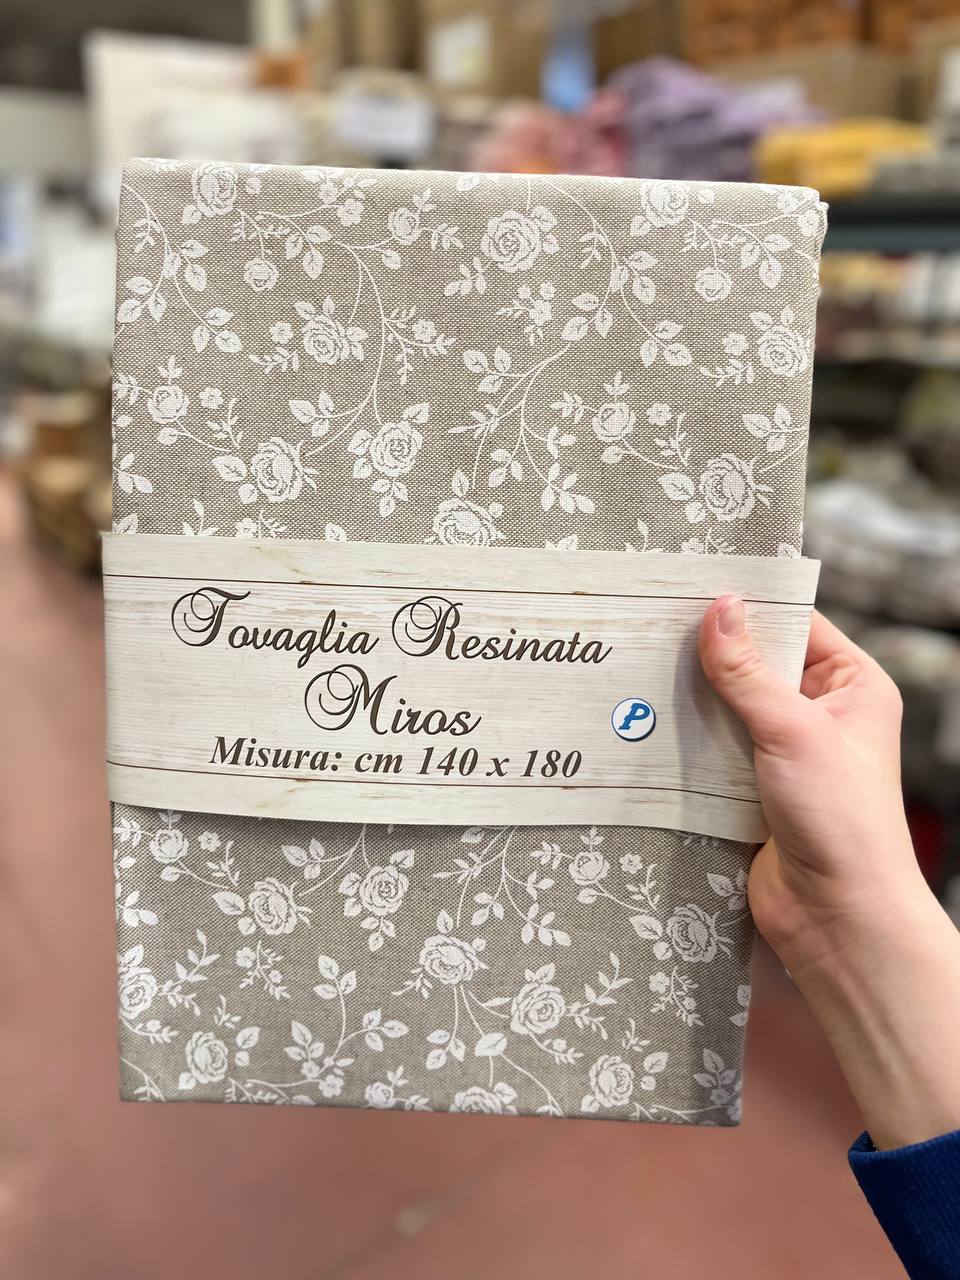 Tovaglia Resinata
Miros
P
Misura: cm 140 x 180